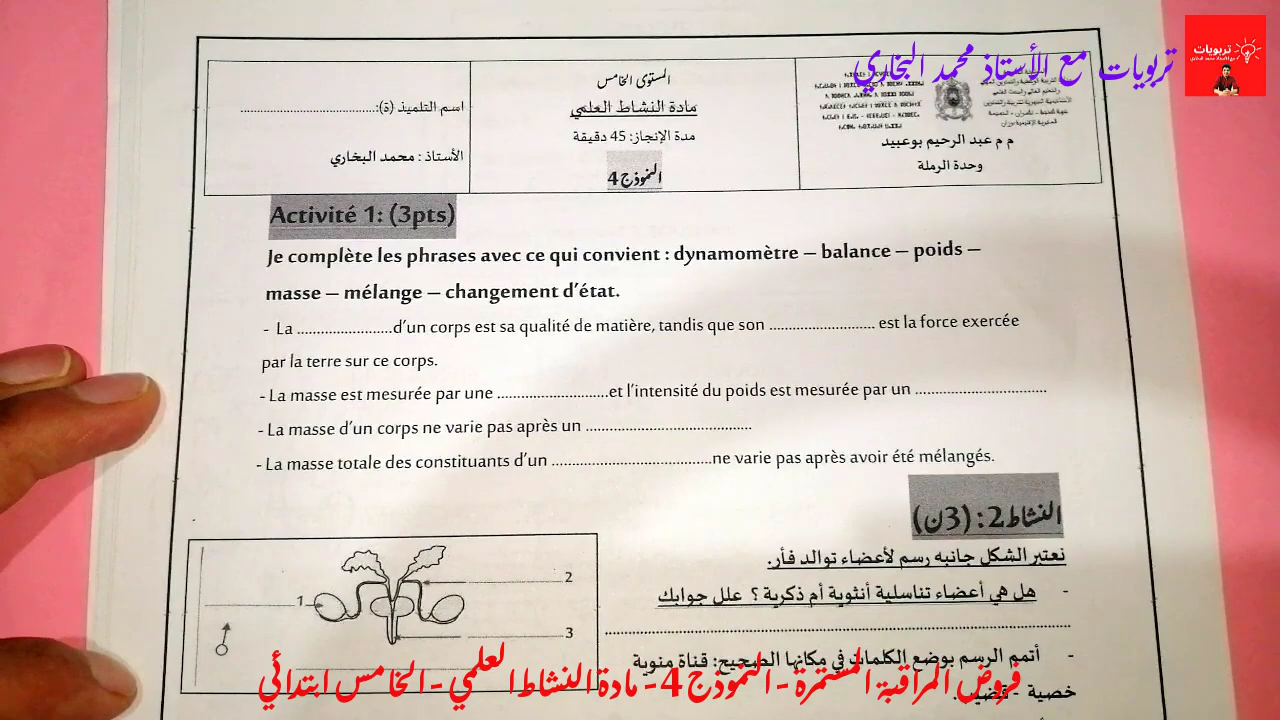 تربويات مع الأستاذ محمد البخاري
تربويات
م م عبد الرحيم بوعبيد
وحدة الرملة
المستوى الخامس
مادة النشاط العلمي
مدة الإنجاز: 45 دقيقة
النموذج 4
اسم التلميذ (ة):......................................
الأستاذ : محمد البخاري
Activité 1: (3pts)
Je complète les phrases avec ce qui convient : dynamomètre – balance – poids –
masse – mélange – changement d'état.
- La ........................d'un corps est sa qualité de matière, tandis que son ........................... est la force exercée
par la terre sur ce corps.
- La masse est mesurée par une ............................et l'intensité du poids est mesurée par un .................................
- La masse d'un corps ne varie pas après un ..........................................
- La masse totale des constituants d'un ........................................ne varie pas après avoir été mélangés.
النشاط 2: (3ن)
نعتبر الشكل جانبه رسم لأعضاء توالد فأر.
- هل هي أعضاء تناسلية أنثوية أم ذكرية ؟ علل جوابك
................................................................
- أتمم الرسم بوضع الكلمات في مكانها الصحيح: قناة منوية
خصية - قضيب.
1
2
3
فروض المراقبة المستمرة - النموذج 4 - مادة النشاط العلمي - الخامس ابتدائي